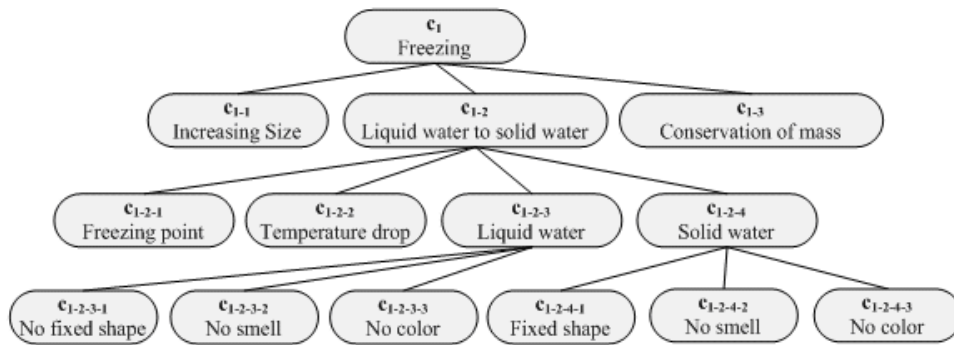 c1
Freezing
c1-1
Increasing Size
c1-2
Liquid water to solid water
c1-3
Conservation of mass
c1-2-1
Freezing point
c1-2-2
Temperature drop
c1-2-3
Liquid water
c1-2-4
Solid water
c1-2-3-1
No fixed shape
c1-2-3-2
No smell
c1-2-3-3
No color
c1-2-4-1
Fixed shape
c1-2-4-2
No smell
c1-2-4-3
No color